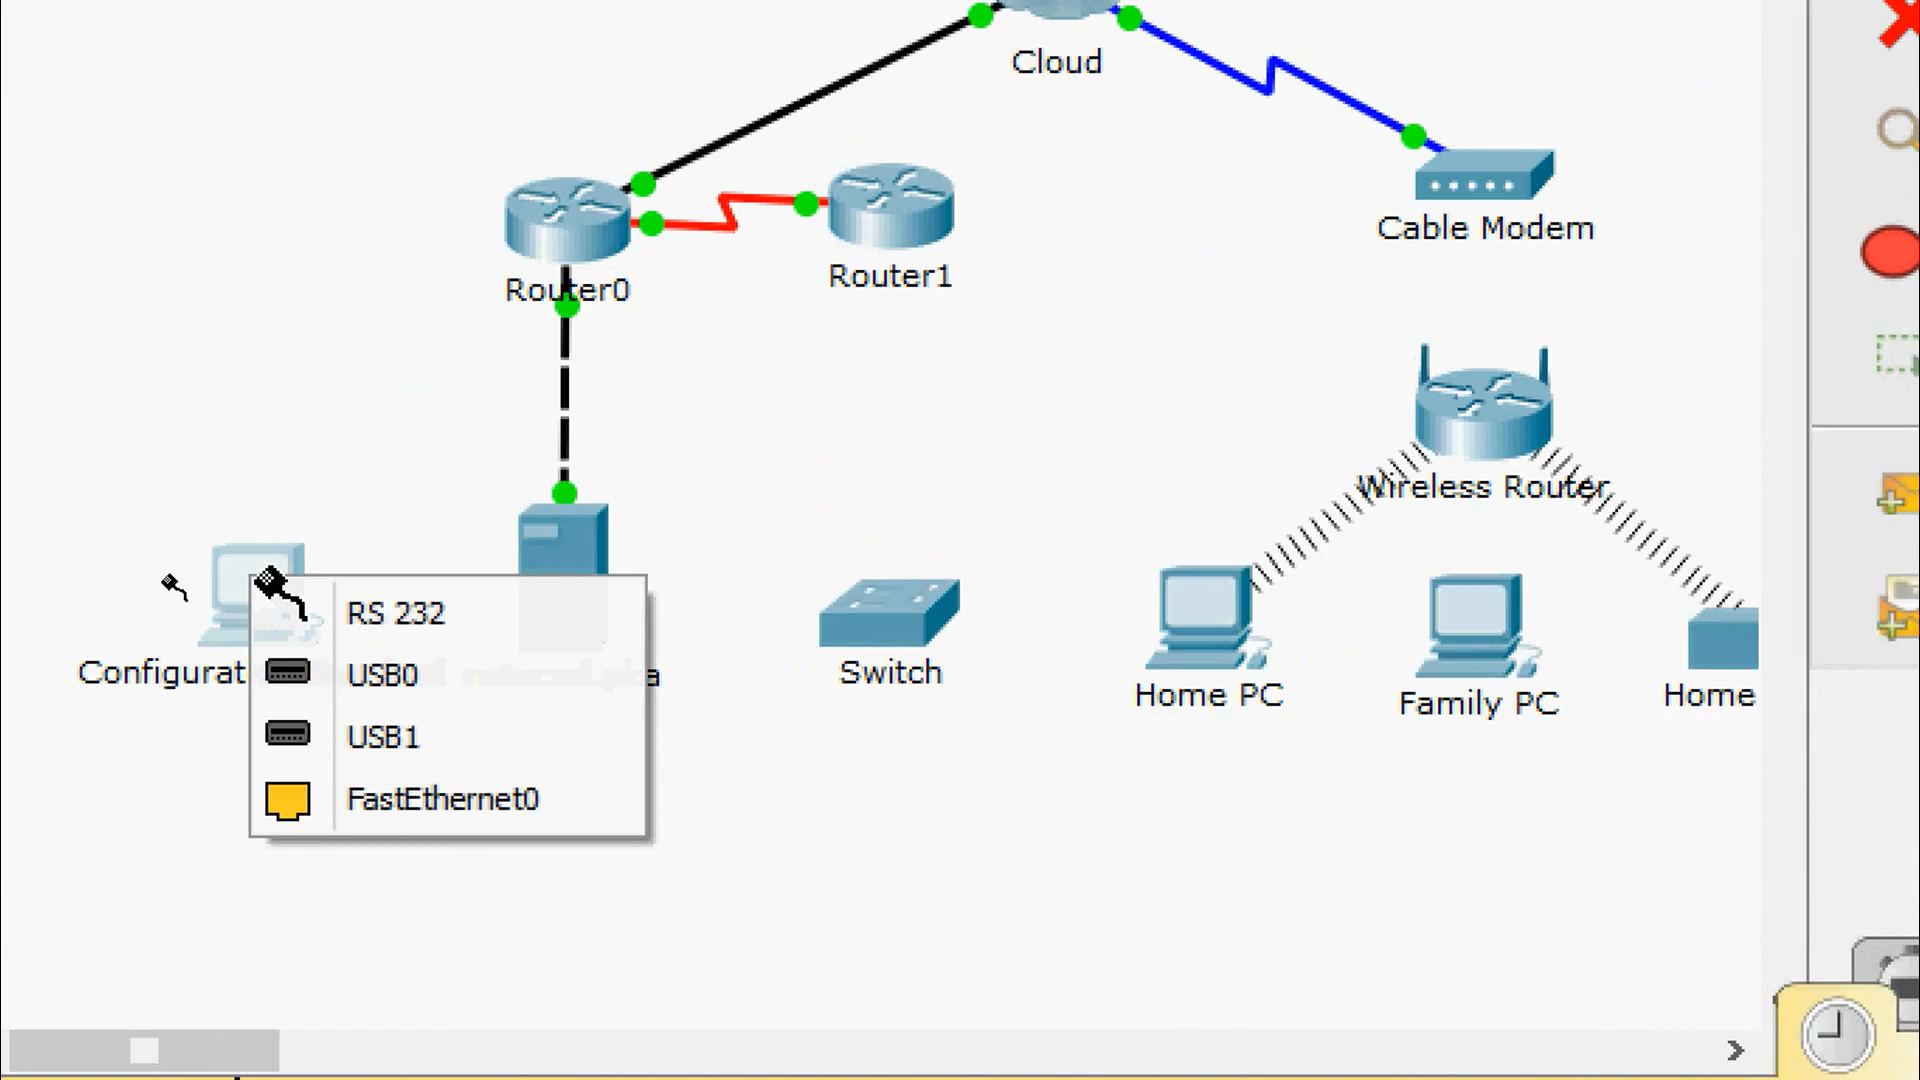 Cloud
Cable Modem
Router0
Router1
Wireless Router
RS 232
Configurat
USB0
Switch
Home PC
Family PC
Home
USB1
FastEthernet0